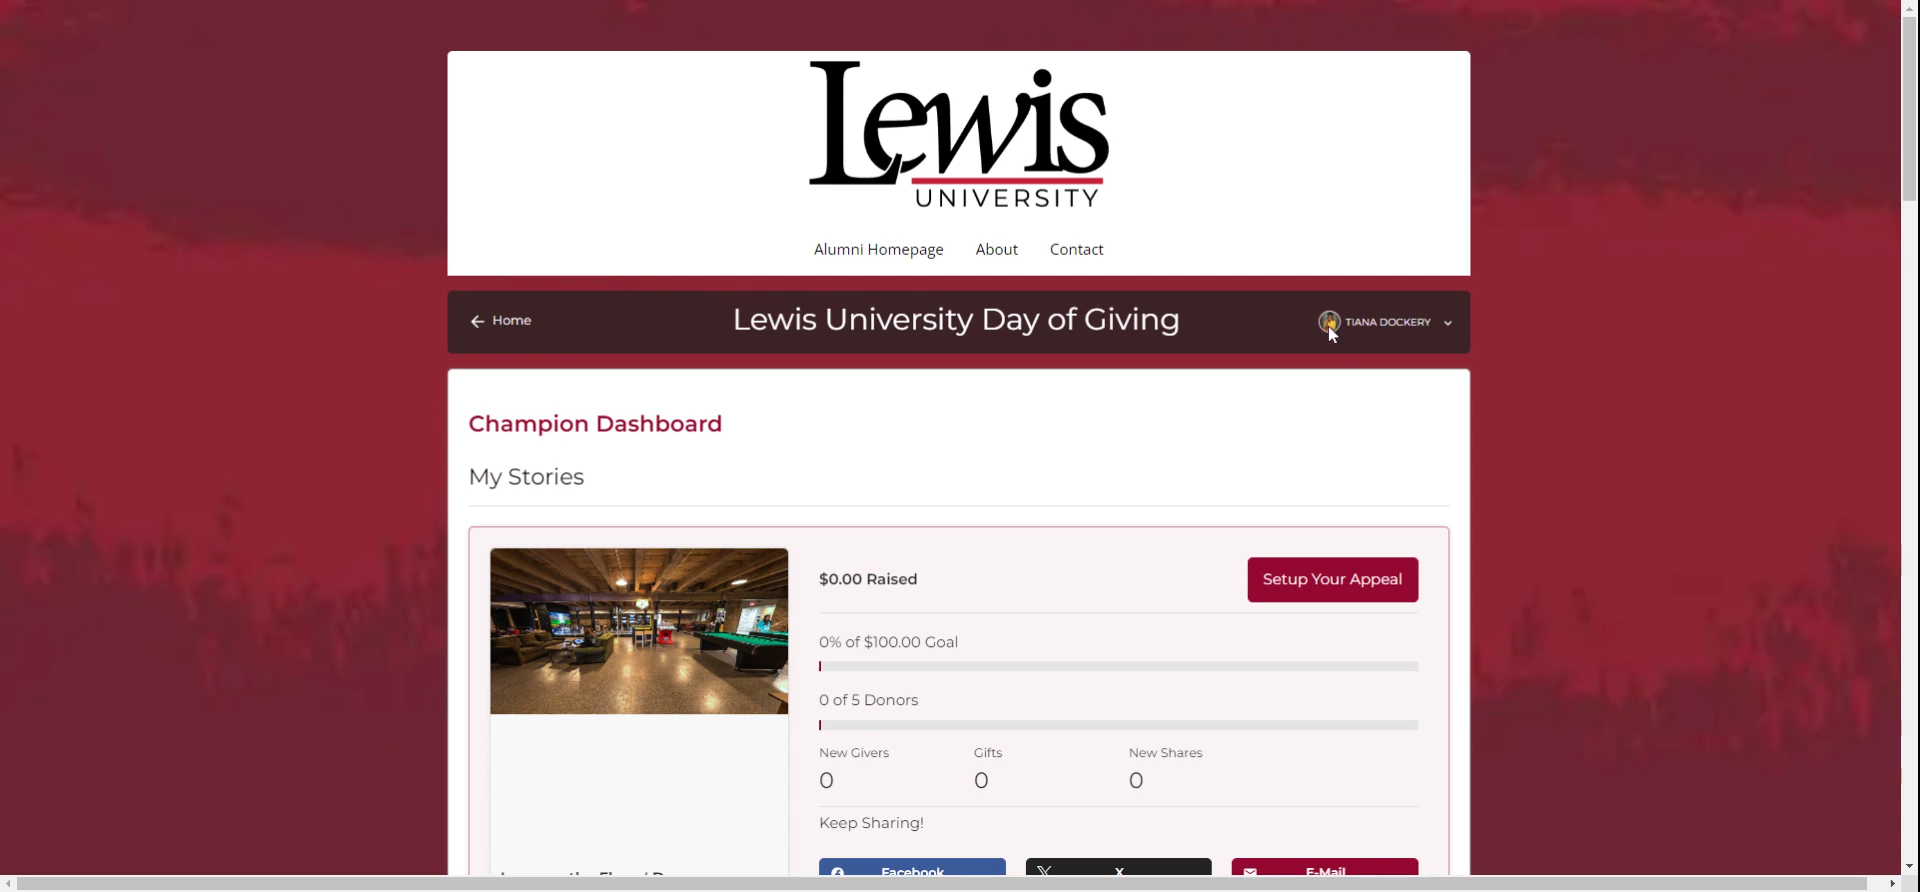 Lewis
UNIVERSITY
Alumni Homepage About Contact
Home Lewis University Day of Giving TIANA DOCKERY
Champion Dashboard
My Stories
$0.00 Raised Setup Your Appeal
0% of $100.00 Goal
0 of 5 Donors
New Givers Gifts New Shares
0 0 0
Keep Sharing!
Facebook X E-Mail